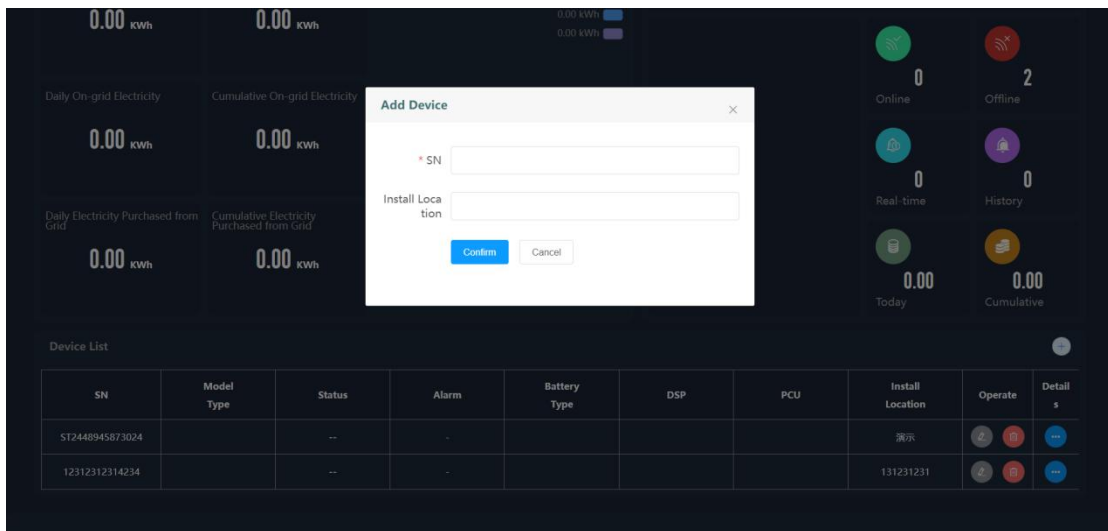 0.00 KWh
0.00 KWh
0.00 kWh
0.00 kWh
0
2
Online
Offline
Daily On-grid Electricity
Cumulative On-grid Electricity
0.00 KWh
0.00 KWh
Add Device
* SN
Install Loca
tion
Confirm
Cancel
0
0
Real-time
History
Daily Electricity Purchased from
Grid
Cumulative Electricity
Purchased from Grid
0.00 KWh
0.00 KWh
0.00
0.00
Today
Cumulative
Device List
SN
Model
Type
Status
Alarm
Battery
Type
DSP
PCU
Install
Location
Operate
Detail
s
ST2448945873024
--
-
演示
12312312314234
--
-
131231231